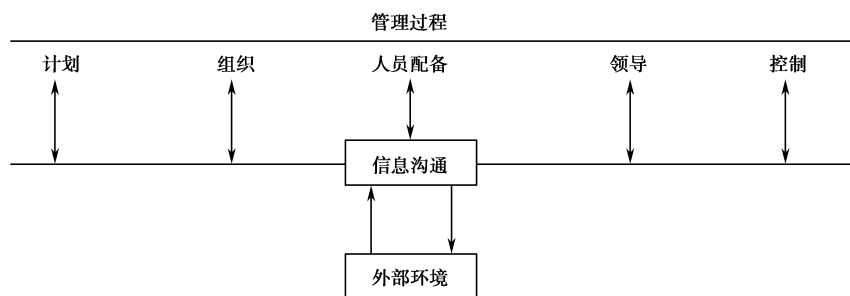 管理过程
计划 组织 人员配备 领导 控制
信息沟通
外部环境